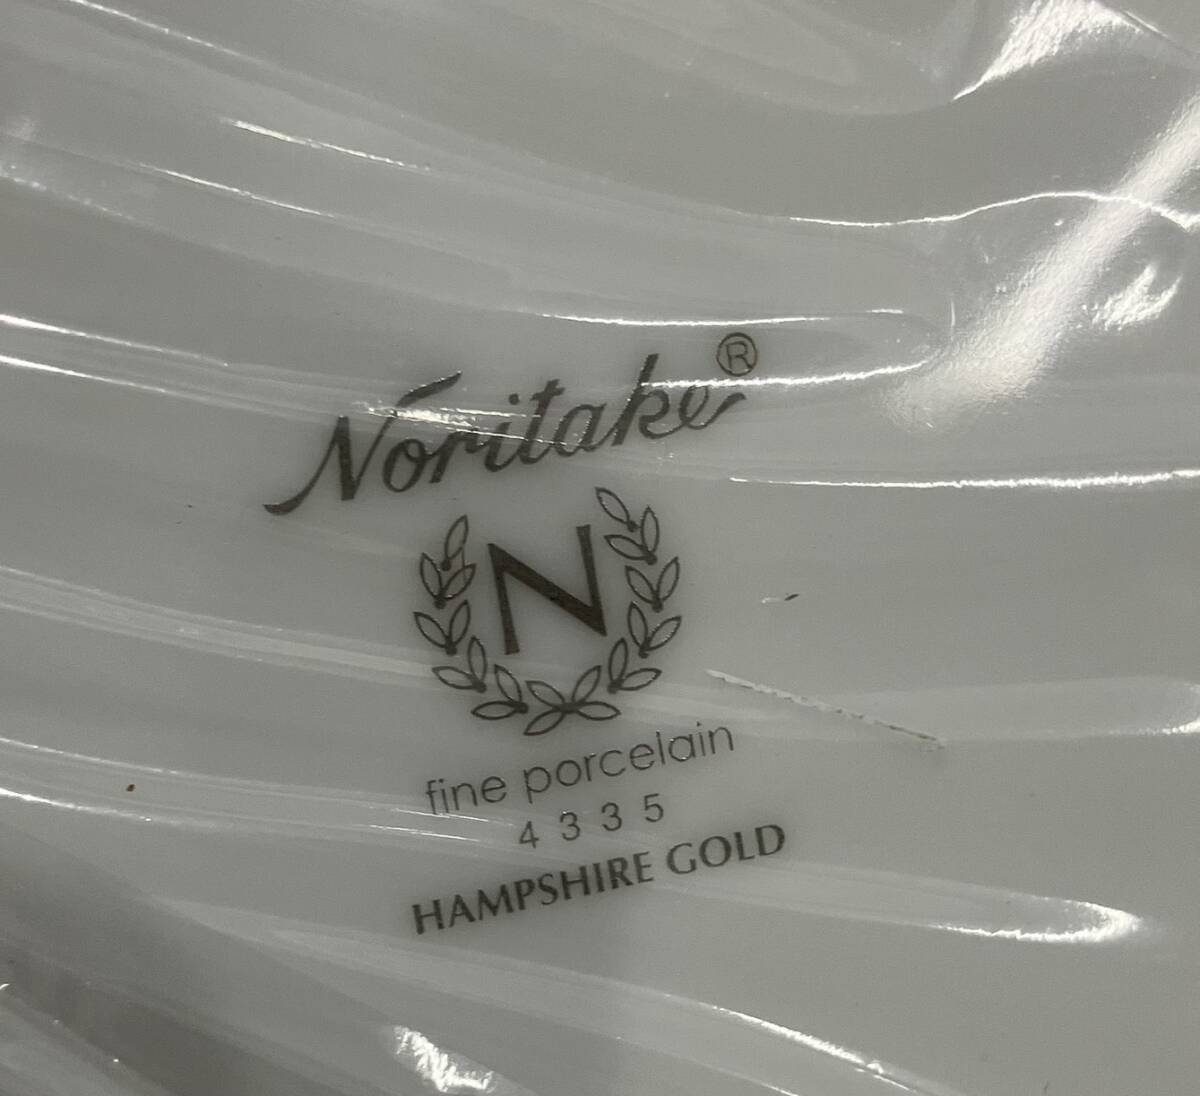 Noritake®
N
fine porcelain
4335
HAMPSHIRE GOLD